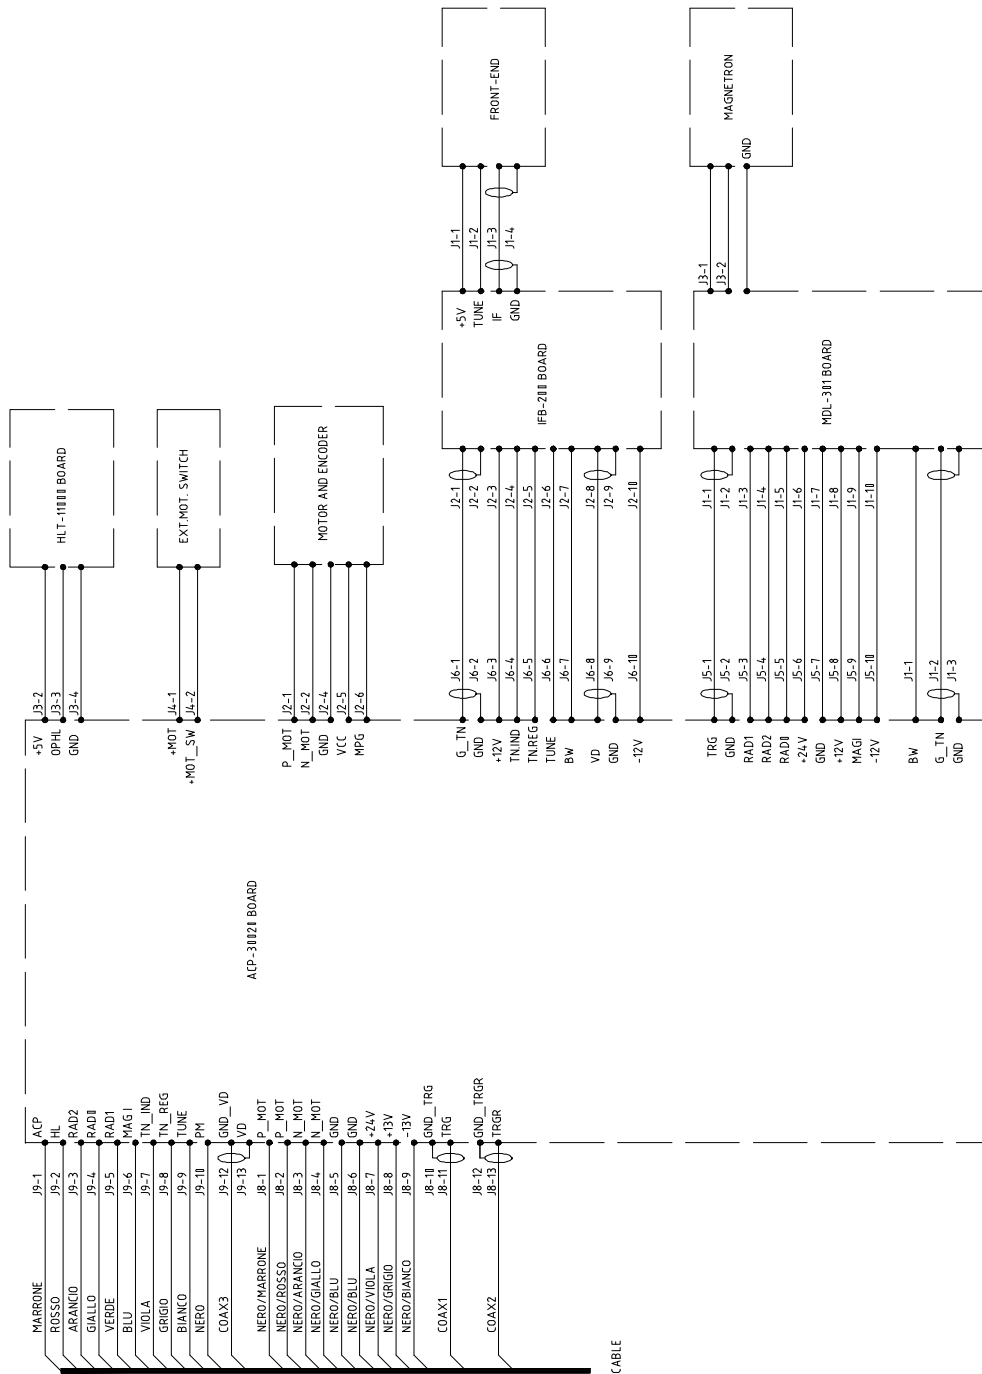 HLT-11000 BOARD
+5V J3-2
OPHL J3-3
GND J3-4
EXT.MOT. SWITCH
+MOT J4-1
+MOT_SW J4-2
MOTOR AND ENCODER
P_MOT J2-1
N_MOT J2-2
GND J2-4
VCC J2-5
MPG J2-6
FRONT-END
J1-1
J1-2
J1-3
J1-4
+5V
TUNE
IF
GND
IFB-200 BOARD
G_TN J6-1 J2-1
GND J6-2 J2-2
+12V J6-3 J2-3
TN.IND J6-4 J2-4
TN.REG J6-5 J2-5
TUNE J6-6 J2-6
BW J6-7 J2-7
VD J6-8 J2-8
GND J6-9 J2-9
-12V J6-10 J2-10
MAGNETRON
GND
J3-1
J3-2
MDL-301 BOARD
TRG J5-1 J1-1
GND J5-2 J1-2
RAD1 J5-3 J1-3
RAD2 J5-4 J1-4
RAD0 J5-5 J1-5
+24V J5-6 J1-6
GND J5-7 J1-7
+12V J5-8 J1-8
MAGI J5-9 J1-9
-12V J5-10 J1-10
BW J1-1
G_TN J1-2
GND J1-3
ACP-30020 BOARD
MARRONE J9-1 ACP
ROSSO J9-2 HL
ARANCIO J9-3 RAD2
GIALLO J9-4 RAD0
VERDE J9-5 RAD1
BLU J9-6 MAG I
VIOLA J9-7 TN_IND
GRIGIO J9-8 TN_REG
BIANCO J9-9 TUNE
NERO J9-10 PM
COAX3 J9-12 GND_VD
J9-13 VD
NERO/MARRONE J8-1 P_MOT
NERO/ROSSO J8-2 P_MOT
NERO/ARANCIO J8-3 N_MOT
NERO/GIALLO J8-4 N_MOT
NERO/BLU J8-5 GND
NERO/BLU J8-6 GND
NERO/VIOLA J8-7 +24V
NERO/GRIGIO J8-8 +13V
NERO/BIANCO J8-9 -13V
J8-10 GND_TRG
COAX1 J8-11 TRG
J8-12 GND_TRGR
COAX2 J8-13 TRGR
CABLE